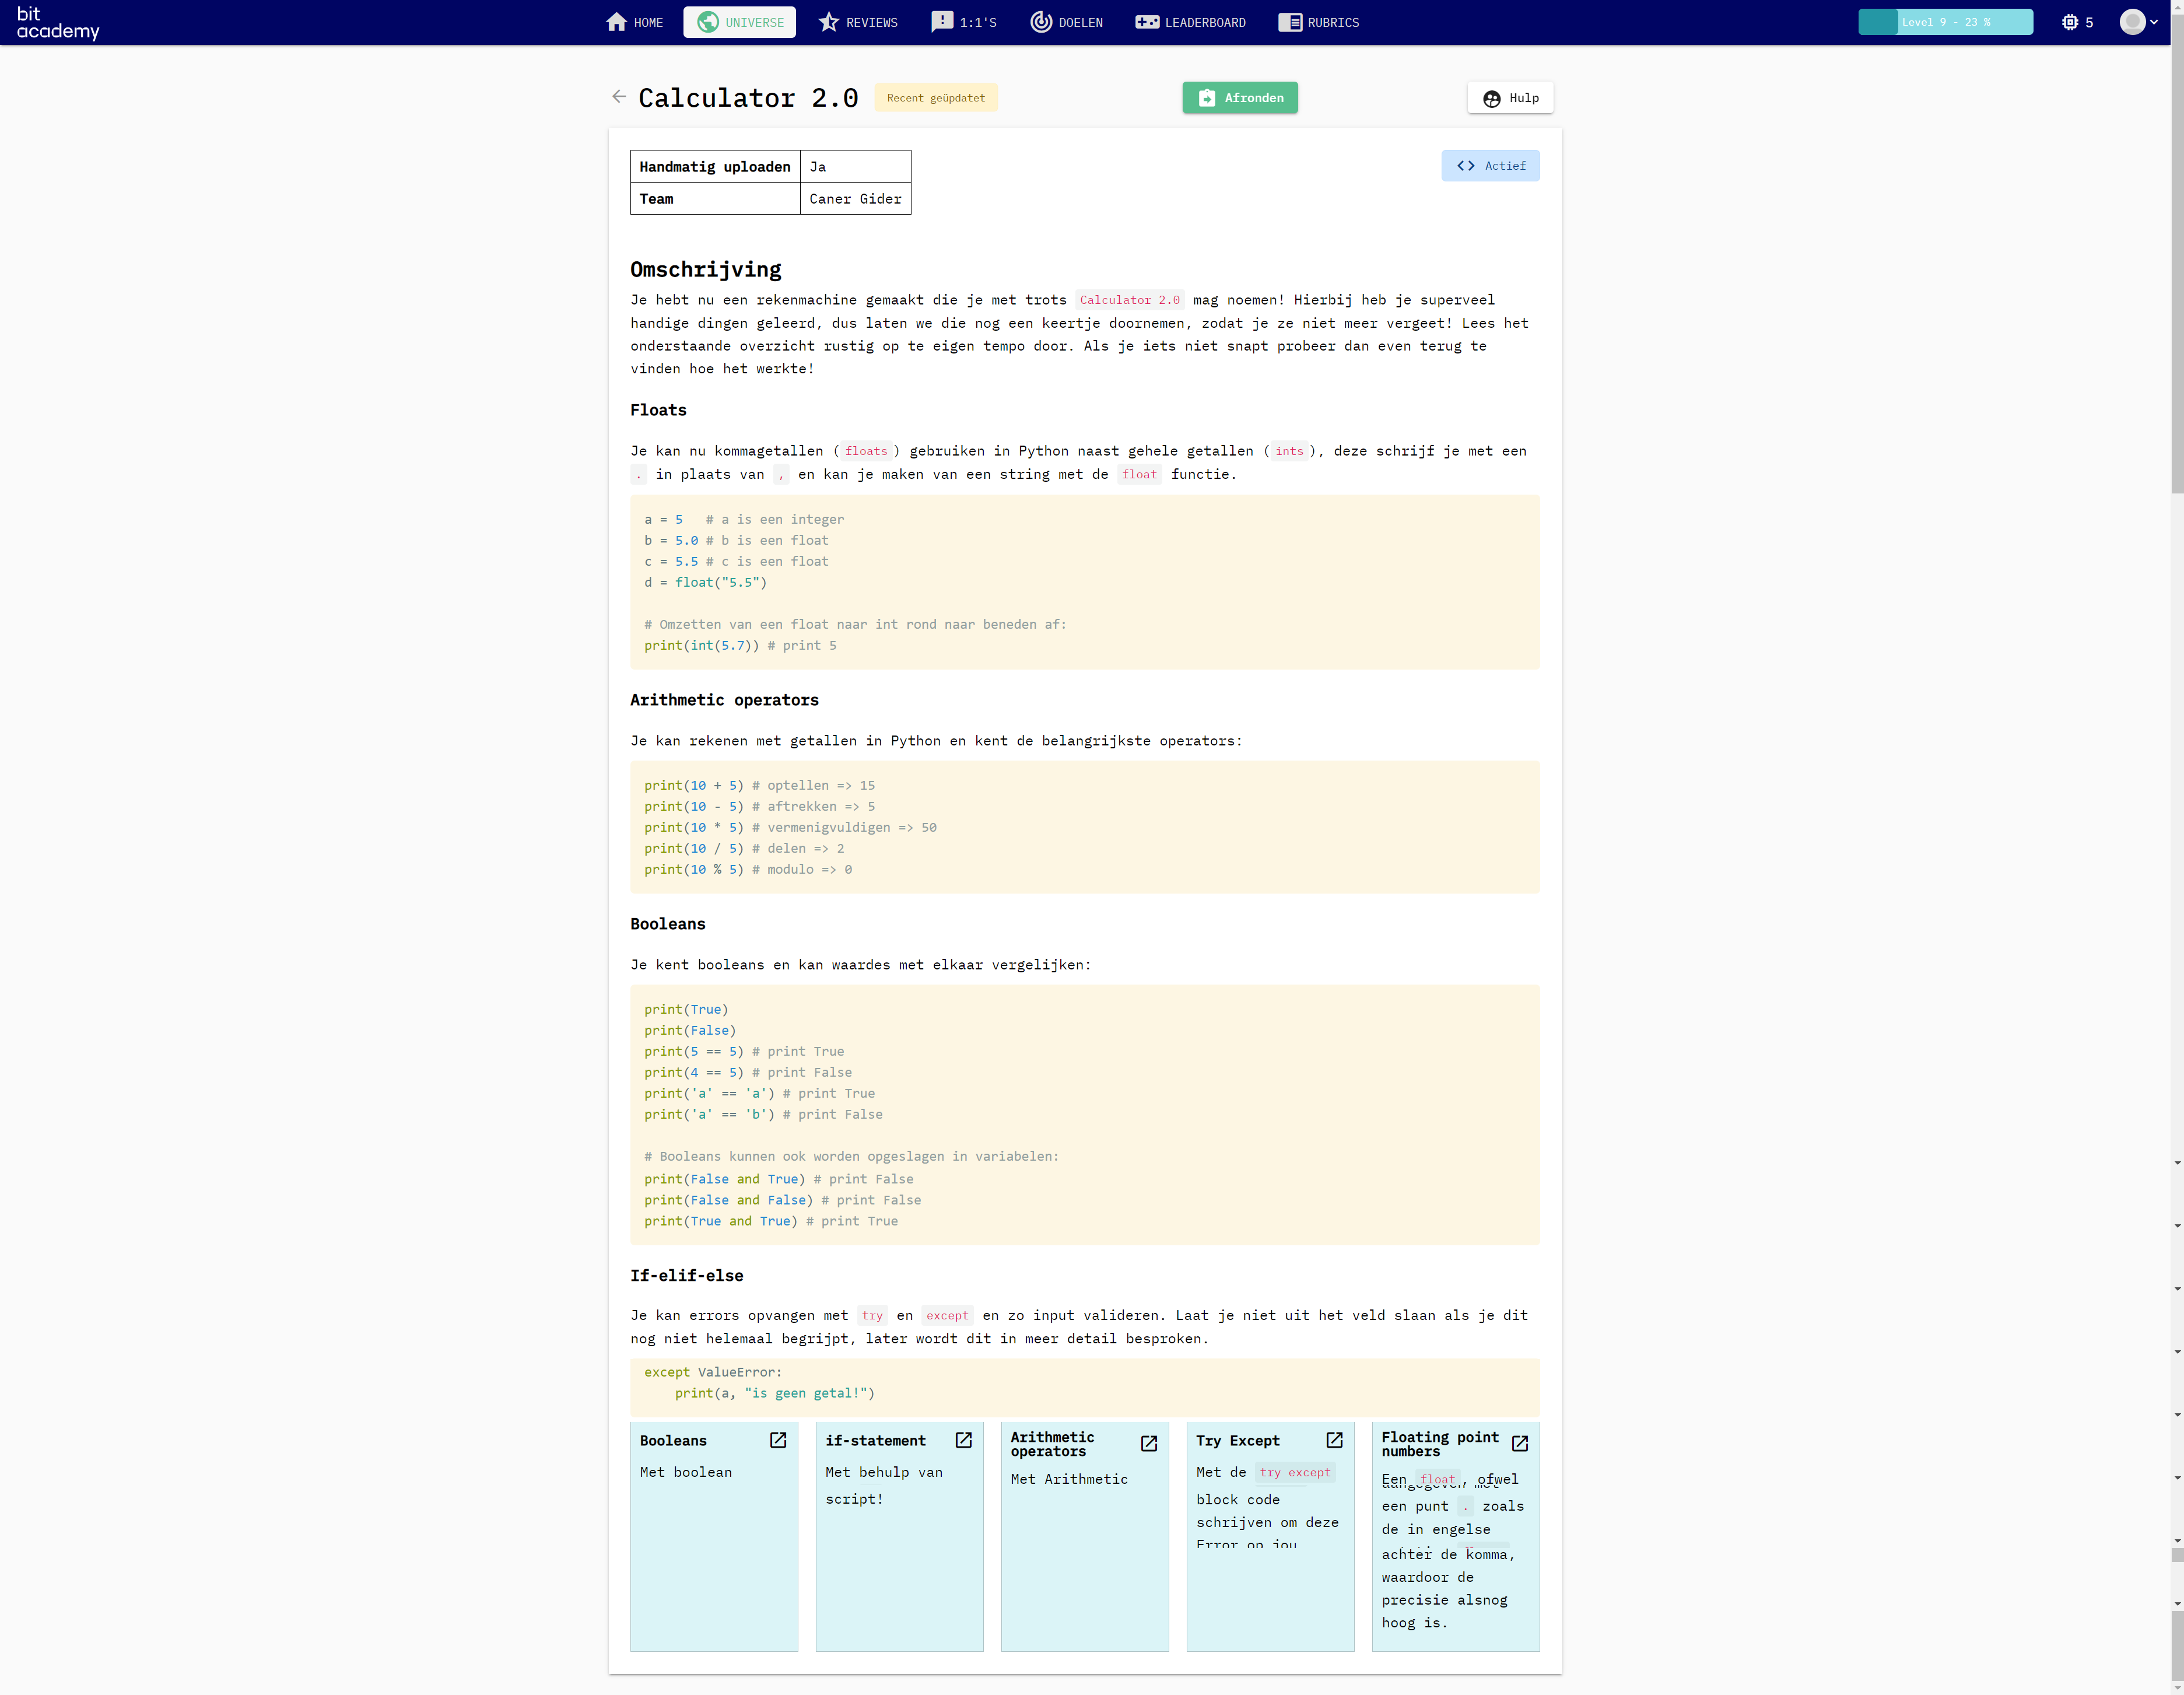 bit
academy
HOME
UNIVERSE
REVIEWS
1:1'S
DOELEN
LEADERBOARD
RUBRICS
Level 9 - 23 %
5
Calculator 2.0
Recent geüpdatet
Afronden
Hulp
Handmatig uploaden Ja
Team Caner Gider
Actief
Omschrijving
Je hebt nu een rekenmachine gemaakt die je met trots Calculator 2.0 mag noemen! Hierbij heb je superveel
handige dingen geleerd, dus laten we die nog een keertje doornemen, zodat je ze niet meer vergeet! Lees het
onderstaande overzicht rustig op te eigen tempo door. Als je iets niet snapt probeer dan even terug te
vinden hoe het werkte!
Floats
Je kan nu kommagetallen (floats) gebruiken in Python naast gehele getallen (ints), deze schrijf je met een
. in plaats van , en kan je maken van een string met de float functie.
a = 5   # a is een integer
b = 5.0 # b is een float
c = 5.5 # c is een float
d = float("5.5")
# Omzetten van een float naar int rond naar beneden af:
print(int(5.7)) # print 5
Arithmetic operators
Je kan rekenen met getallen in Python en kent de belangrijkste operators:
print(10 + 5) # optellen => 15
print(10 - 5) # aftrekken => 5
print(10 * 5) # vermenigvuldigen => 50
print(10 / 5) # delen => 2
print(10 % 5) # modulo => 0
Booleans
Je kent booleans en kan waardes met elkaar vergelijken:
print(True)
print(False)
print(5 == 5) # print True
print(4 == 5) # print False
print('a' == 'a') # print True
print('a' == 'b') # print False
# Booleans kunnen ook worden opgeslagen in variabelen:
print(False and True) # print False
print(False and False) # print False
print(True and True) # print True
If-elif-else
Je kan errors opvangen met try en except en zo input valideren. Laat je niet uit het veld slaan als je dit
nog niet helemaal begrijpt, later wordt dit in meer detail besproken.
except ValueError:
    print(a, "is geen getal!")
Booleans
Met boolean
if-statement
Met behulp van
script!
Arithmetic
operators
Met Arithmetic
Try Except
Met de try except
block code
schrijven om deze
Error op jou
Floating point
numbers
Een float, ofwel
aangegeven met
een punt . zoals
de in engelse
achter de komma,
waardoor de
precisie alsnog
hoog is.